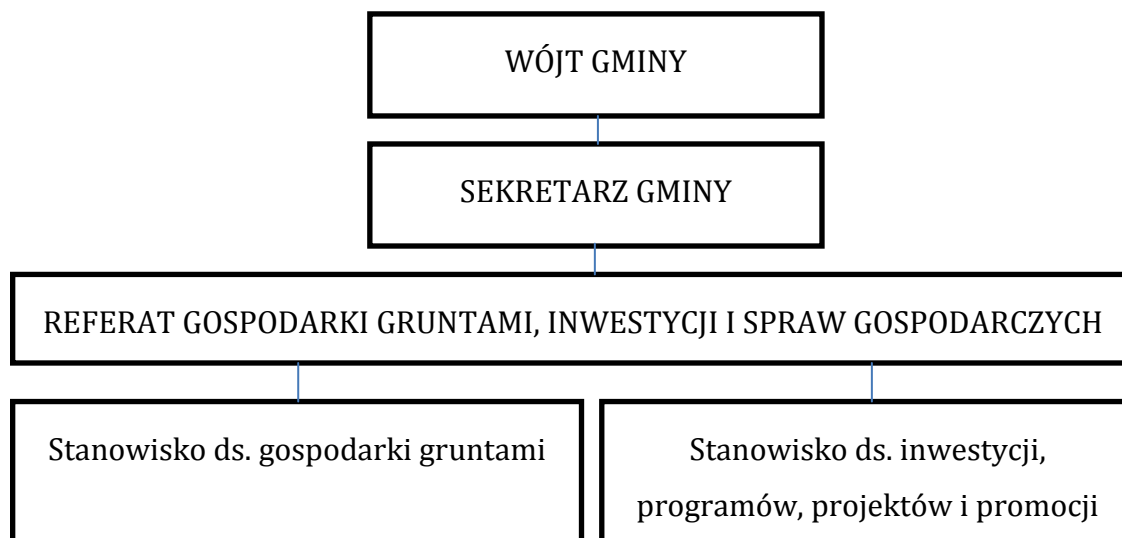 WÓJT GMINY
SEKRETARZ GMINY
REFERAT GOSPODARKI GRUNTAMI, INWESTYCJI I SPRAW GOSPODARCZYCH
Stanowisko ds. gospodarki gruntami
Stanowisko ds. inwestycji,
programów, projektów i promocji